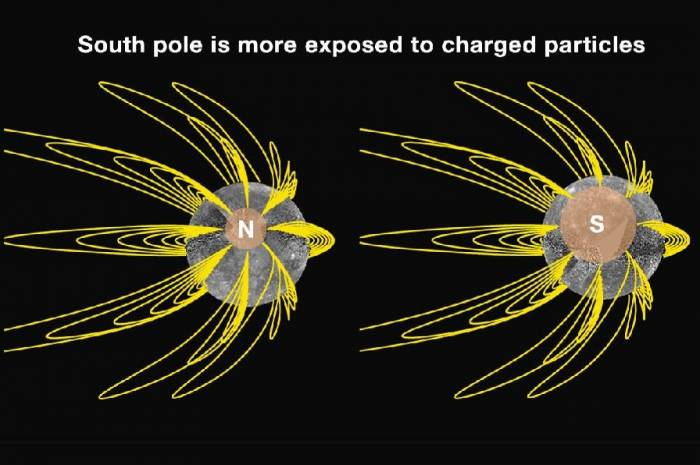 South pole is more exposed to charged particles
N
S